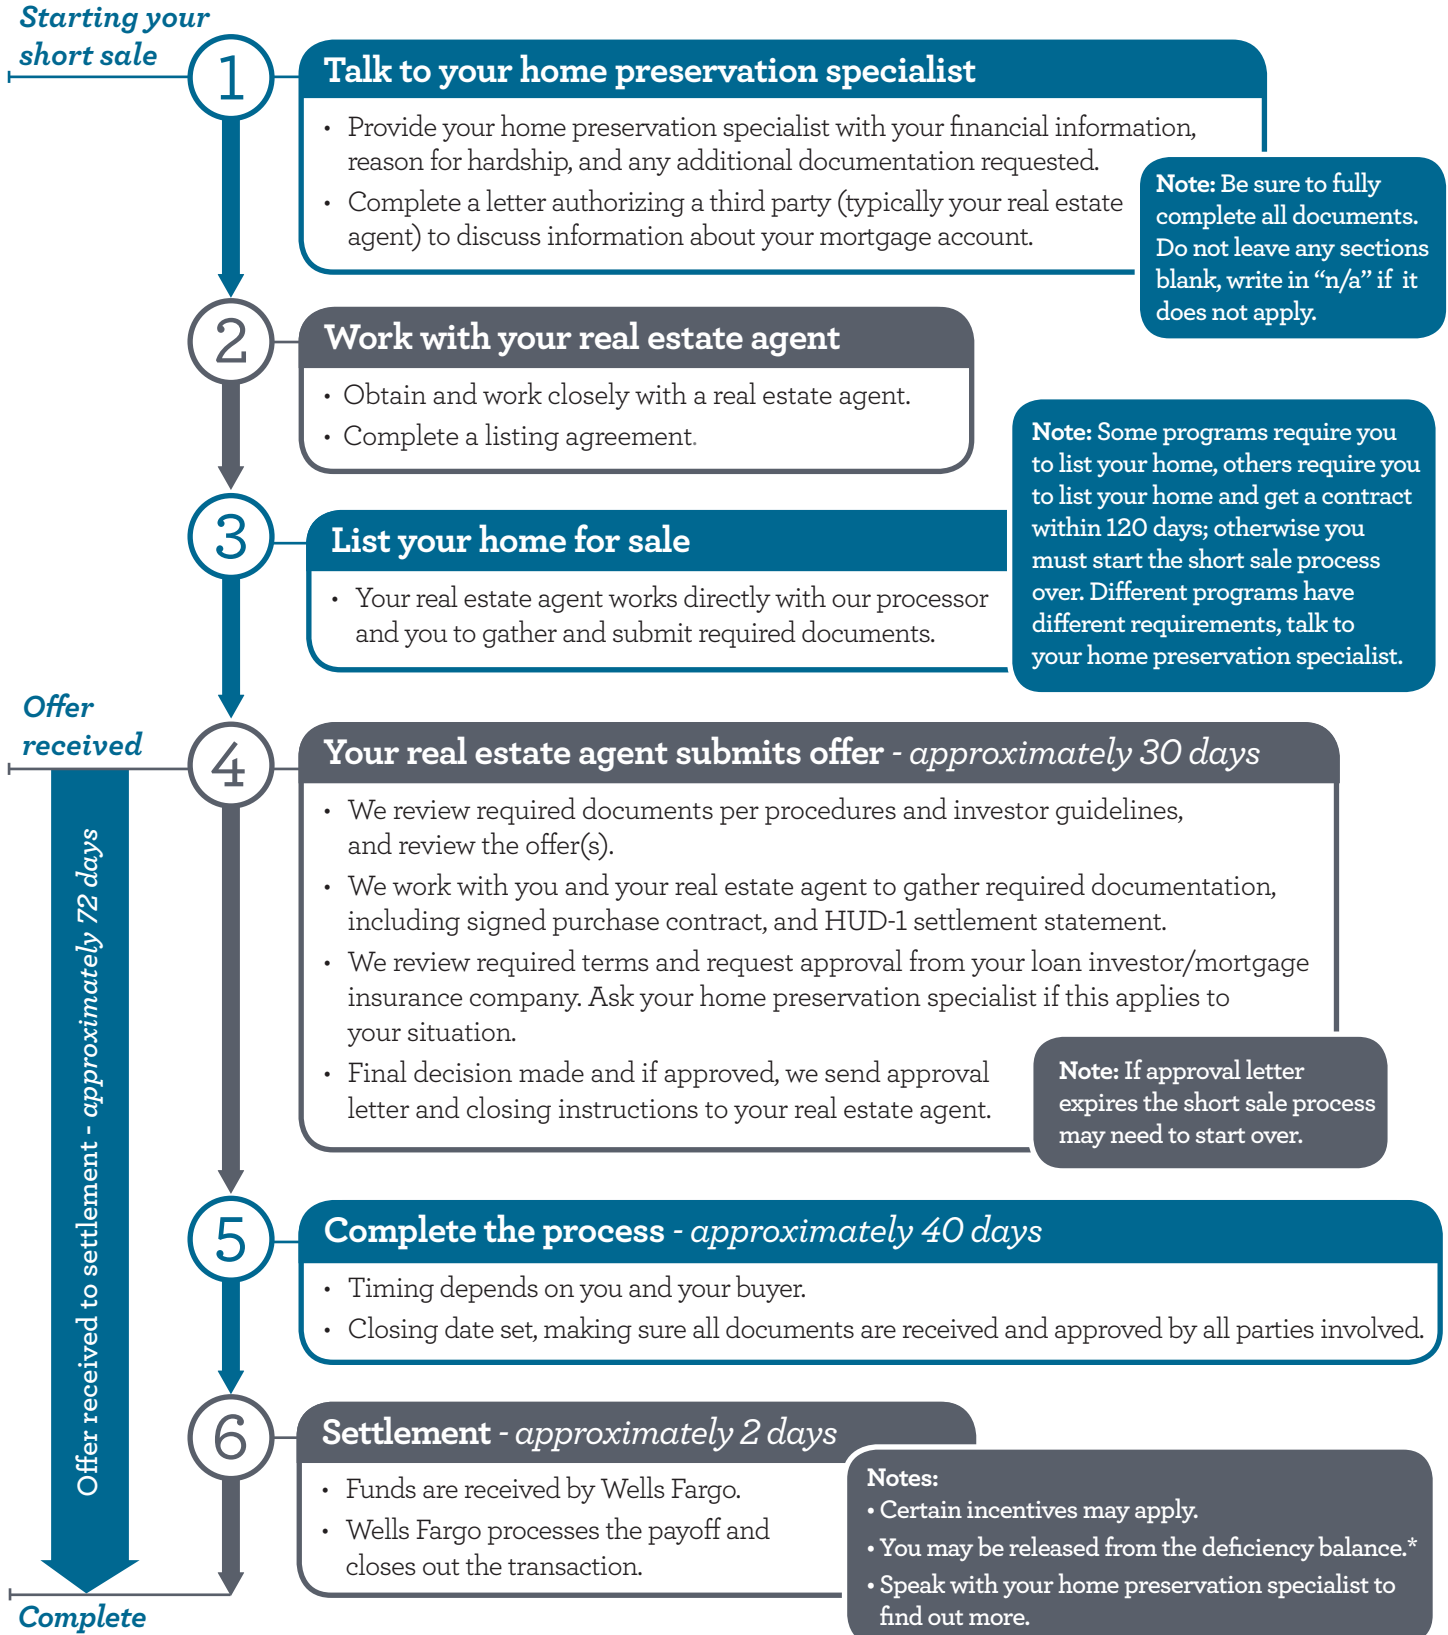 Starting your
short sale
1
Talk to your home preservation specialist
• Provide your home preservation specialist with your financial information,
reason for hardship, and any additional documentation requested.
• Complete a letter authorizing a third party (typically your real estate
agent) to discuss information about your mortgage account.
Note: Be sure to fully
complete all documents.
Do not leave any sections
blank, write in “n/a” if it
does not apply.
2
Work with your real estate agent
• Obtain and work closely with a real estate agent.
• Complete a listing agreement.
3
List your home for sale
• Your real estate agent works directly with our processor
and you to gather and submit required documents.
Note: Some programs require you
to list your home, others require you
to list your home and get a contract
within 120 days; otherwise you
must start the short sale process
over. Different programs have
different requirements, talk to
your home preservation specialist.
Offer
received
Offer received to settlement - approximately 72 days
4
Your real estate agent submits offer - approximately 30 days
• We review required documents per procedures and investor guidelines,
and review the offer(s).
• We work with you and your real estate agent to gather required documentation,
including signed purchase contract, and HUD-1 settlement statement.
• We review required terms and request approval from your loan investor/mortgage
insurance company. Ask your home preservation specialist if this applies to
your situation.
• Final decision made and if approved, we send approval
letter and closing instructions to your real estate agent.
Note: If approval letter
expires the short sale process
may need to start over.
5
Complete the process - approximately 40 days
• Timing depends on you and your buyer.
• Closing date set, making sure all documents are received and approved by all parties involved.
6
Settlement - approximately 2 days
• Funds are received by Wells Fargo.
• Wells Fargo processes the payoff and
closes out the transaction.
Notes:
• Certain incentives may apply.
• You may be released from the deficiency balance.*
• Speak with your home preservation specialist to
find out more.
Complete